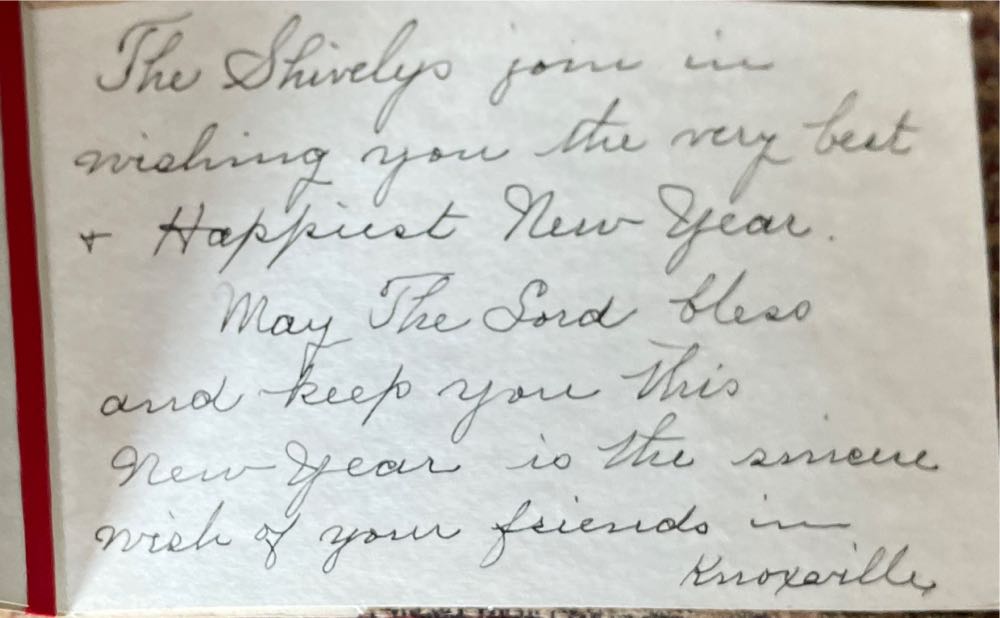 The Shivelys join in
wishing you the very best
+ Happiest New Year.
May The Lord bless
and keep you this
New Year is the sincere
wish of your friends in
Knoxville